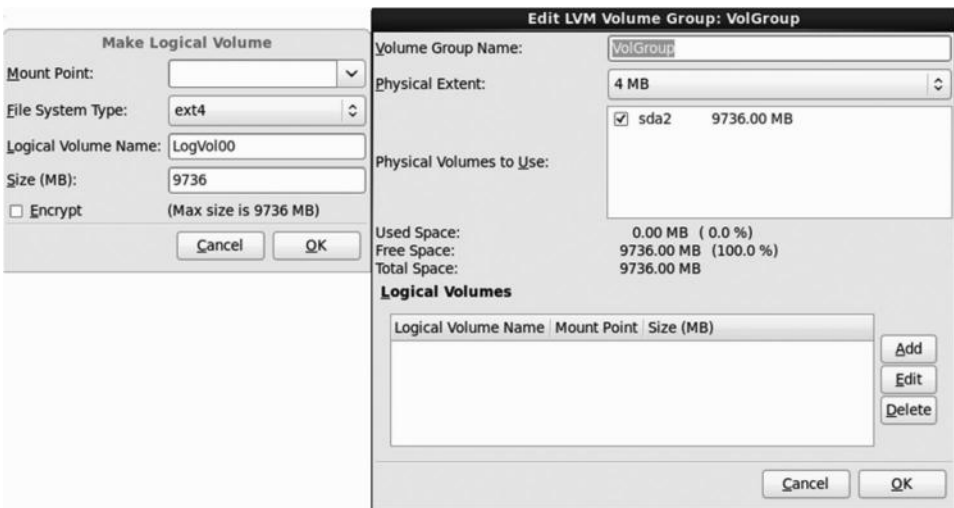 Make Logical Volume
Mount Point:
File System Type: ext4
Logical Volume Name: LogVol00
Size (MB): 9736
Encrypt (Max size is 9736 MB)
Cancel OK
Edit LVM Volume Group: VolGroup
Volume Group Name: VolGroup
Physical Extent: 4 MB
Physical Volumes to Use:
sda2 9736.00 MB
Used Space: 0.00 MB ( 0.0 %)
Free Space: 9736.00 MB (100.0 %)
Total Space: 9736.00 MB
Logical Volumes
Logical Volume Name Mount Point Size (MB)
Add
Edit
Delete
Cancel OK